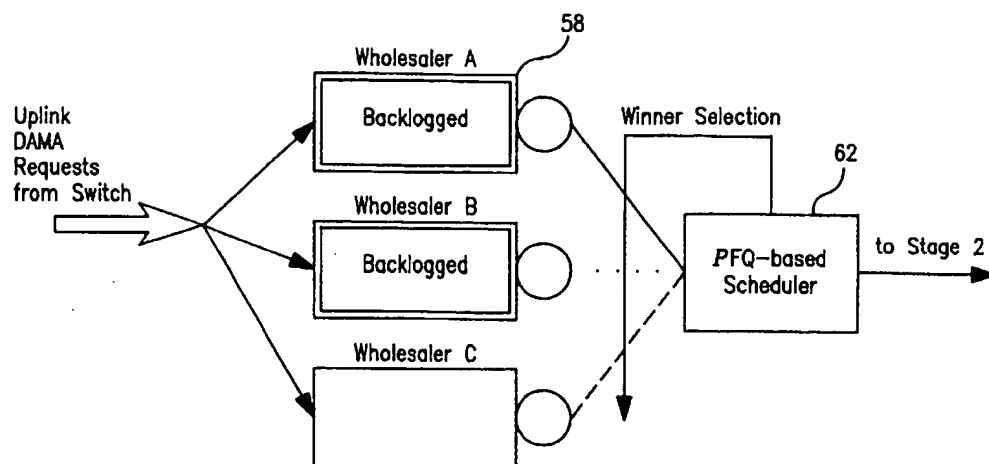 58
Wholesaler A
Uplink
DAMA
Requests
from Switch
Backlogged
Winner Selection
62
Wholesaler B
Backlogged
PFQ-based
Scheduler
to Stage 2
Wholesaler C